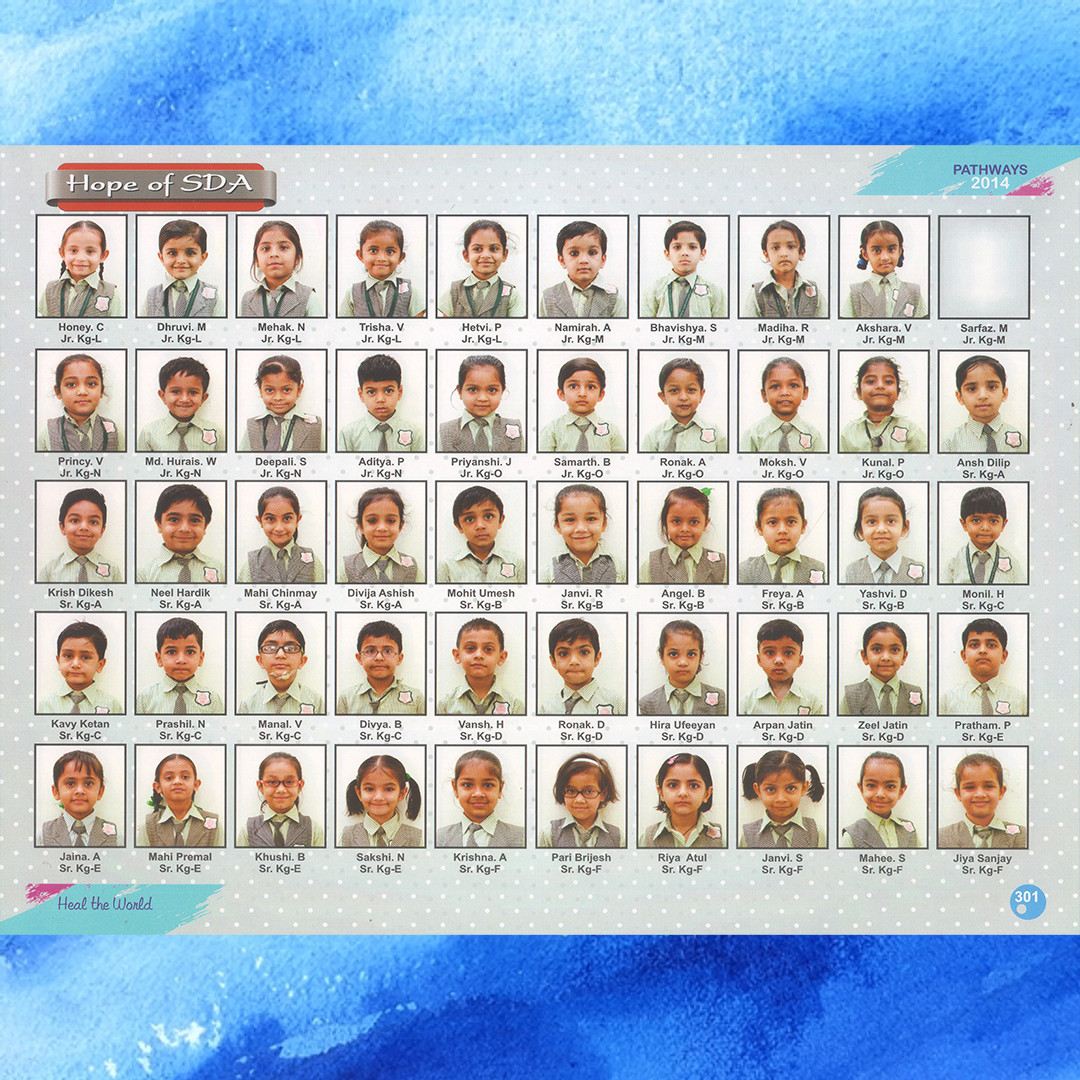 Hope of SDA
PATHWAYS
2014
Honey. C Dhruvi. M Mehak. N Trisha. V Hetvi. P Namirah. A Bhavishya. S Madiha. R Akshara. V Sarfaz. M
Jr. Kg-L Jr. Kg-L Jr. Kg-L Jr. Kg-L Jr. Kg-L Jr. Kg-M Jr. Kg-M Jr. Kg-M Jr. Kg-M Jr. Kg-M
Princy. V Md. Hurais. W Deepali. S Aditya. P Priyanshi. J Samarth. B Ronak. A Moksh. V Kunal. P Ansh Dilip
Jr. Kg-N Jr. Kg-N Jr. Kg-N Jr. Kg-N Jr. Kg-O Jr. Kg-O Jr. Kg-O Jr. Kg-O Jr. Kg-O Sr. Kg-A
Krish Dikesh Neel Hardik Mahi Chinmay Divija Ashish Mohit Umesh Janvi. R Angel. B Freya. A Yashvi. D Monil. H
Sr. Kg-A Sr. Kg-A Sr. Kg-A Sr. Kg-A Sr. Kg-B Sr. Kg-B Sr. Kg-B Sr. Kg-B Sr. Kg-B Sr. Kg-C
Kavy Ketan Prashil. N Manal. V Divya. B Vansh. H Ronak. D Hira Ufeeyan Arpan Jatin Zeel Jatin Pratham. P
Sr. Kg-C Sr. Kg-C Sr. Kg-C Sr. Kg-C Sr. Kg-D Sr. Kg-D Sr. Kg-D Sr. Kg-D Sr. Kg-D Sr. Kg-E
Jaina. A Mahi Premal Khushi. B Sakshi. N Krishna. A Pari Brijesh Riya Atul Janvi. S Mahee. S Jiya Sanjay
Sr. Kg-E Sr. Kg-E Sr. Kg-E Sr. Kg-E Sr. Kg-F Sr. Kg-F Sr. Kg-F Sr. Kg-F Sr. Kg-F Sr. Kg-F
Heal the World
301